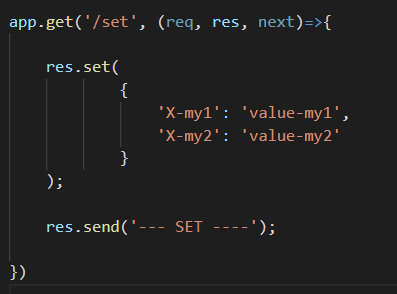 app.get('/set', (req, res, next)=>{
res.set(
{
'X-my1': 'value-my1',
'X-my2': 'value-my2'
}
);
res.send('--- SET ----');
})